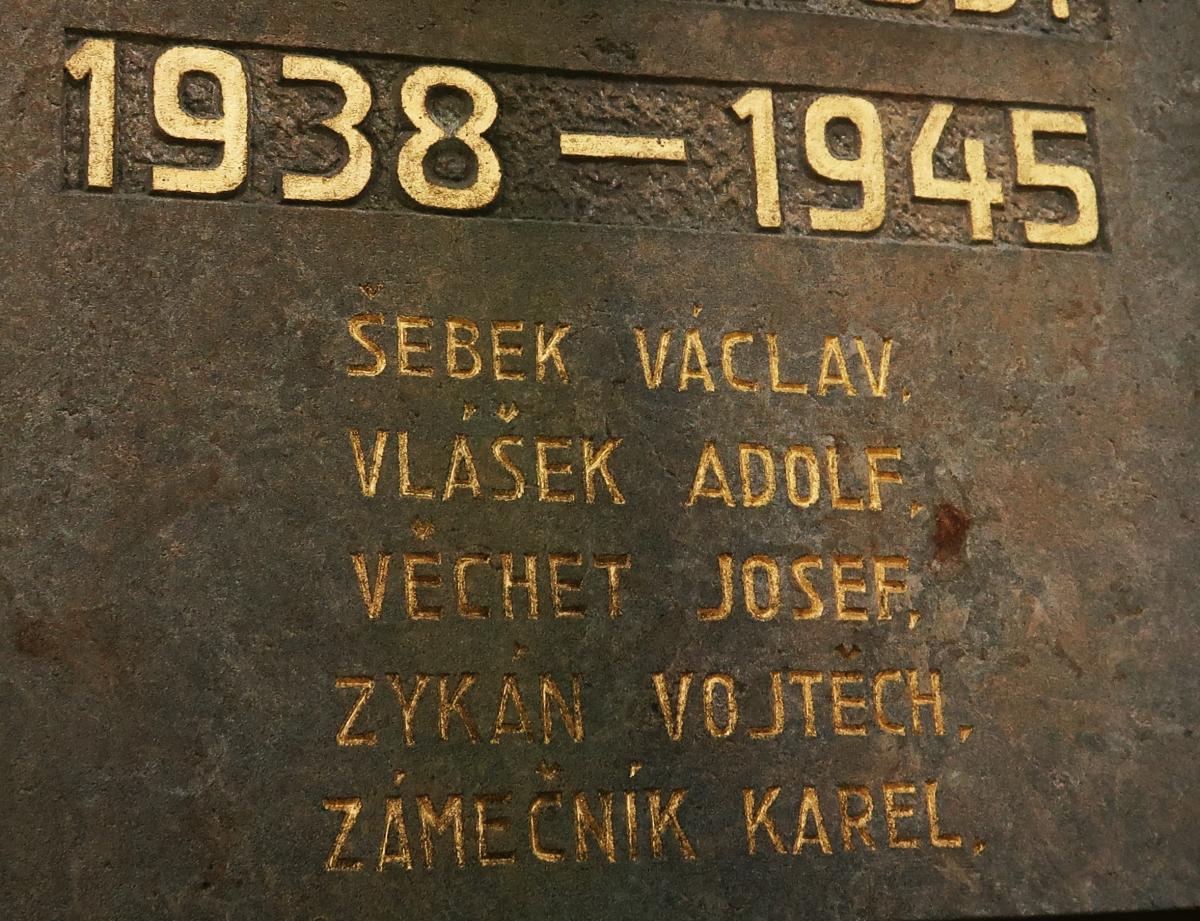 1938 – 1945
ŠEBEK VÁCLAV,
VLÁŠEK ADOLF,
VĚCHET JOSEF,
ZYKÁN VOJTĚCH,
ZÁMEČNÍK KAREL,